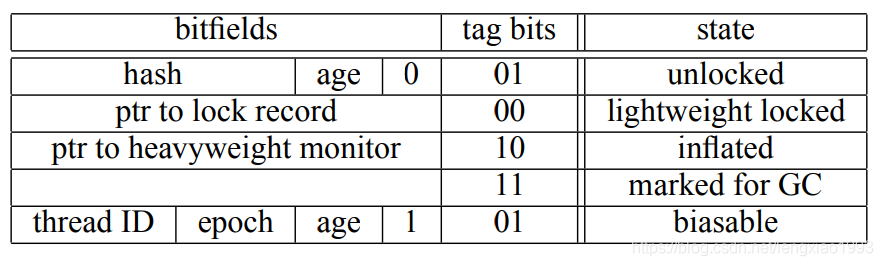 bitfields tag bits state
hash age 0 01 unlocked
ptr to lock record 00 lightweight locked
ptr to heavyweight monitor 10 inflated
11 marked for GC
thread ID epoch age 1 01 biasable
https://blog.csdn.net/fengxiao1993